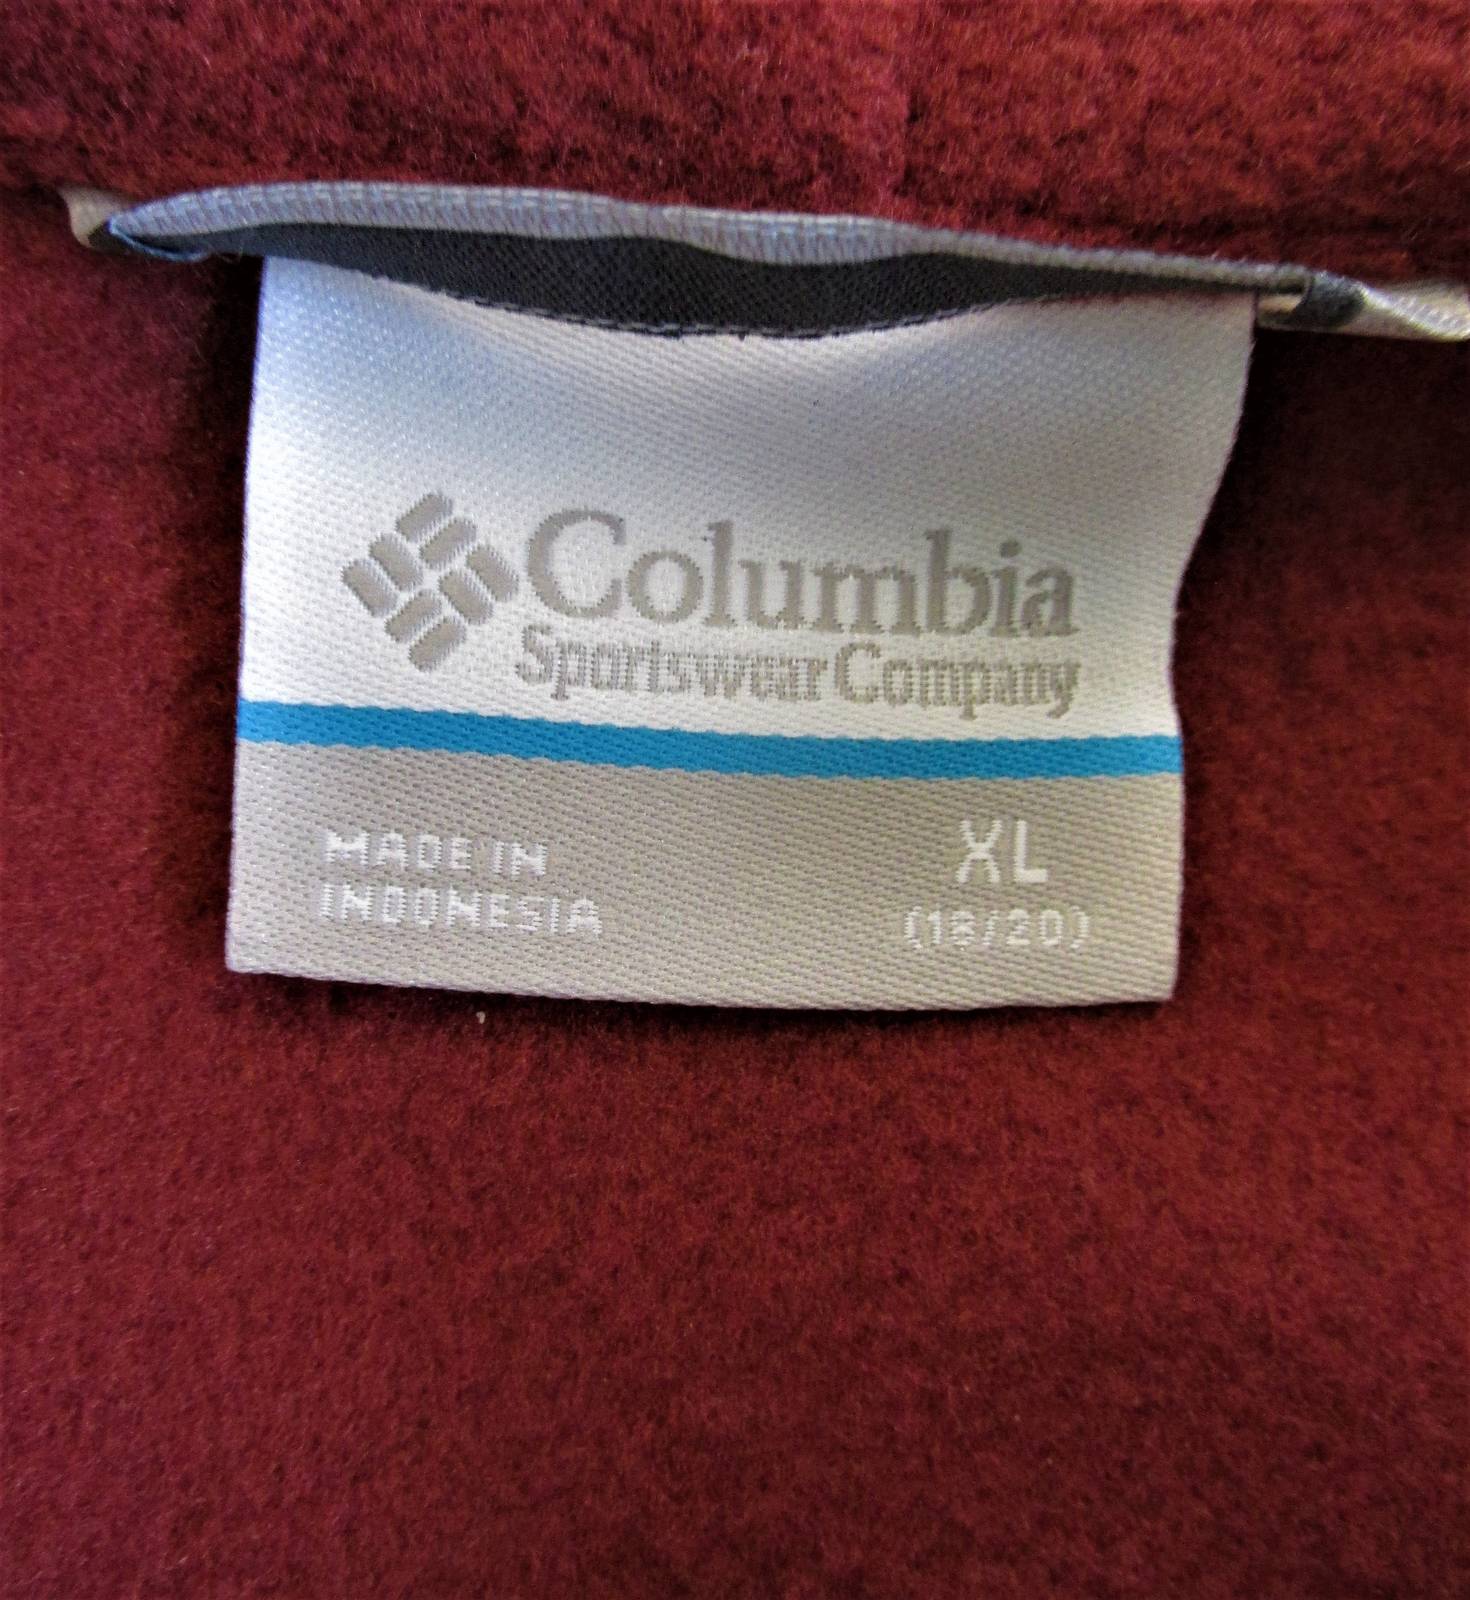 Columbia
Sportswear Company
MADE IN
INDONESIA
XL
(18/20)